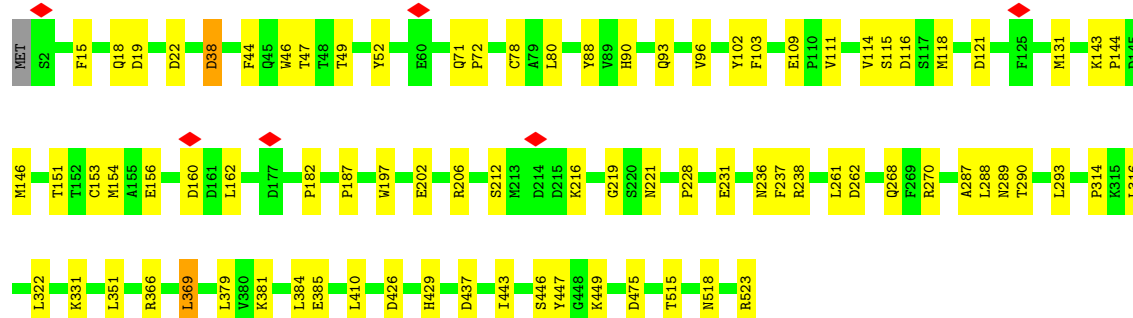 MET S2 F15 Q18 D19 D22 D38 F44 Q45 W46 T47 T48 T49 Y52 E60 Q71 P72 C78 A79 L80 Y88 V89 H90 Q93 V96 Y102 F103 E109 P110 V111 V114 S115 D116 S117 M118 D121 F125 M131 K143 P144 D145
M146 T151 T152 C153 M154 A155 E156 D160 D161 L162 D177 P182 P187 W197 E202 R206 S212 M213 D214 D215 K216 G219 S220 N221 P228 E231 N236 F237 R238 L261 D262 Q268 F269 R270 A287 L288 N289 T290 L293 P314 K315 L316
L322 K331 L351 R366 L369 L379 V380 K381 L384 E385 L410 D426 H429 D437 I443 S446 Y447 G448 K449 D475 T515 N518 R523